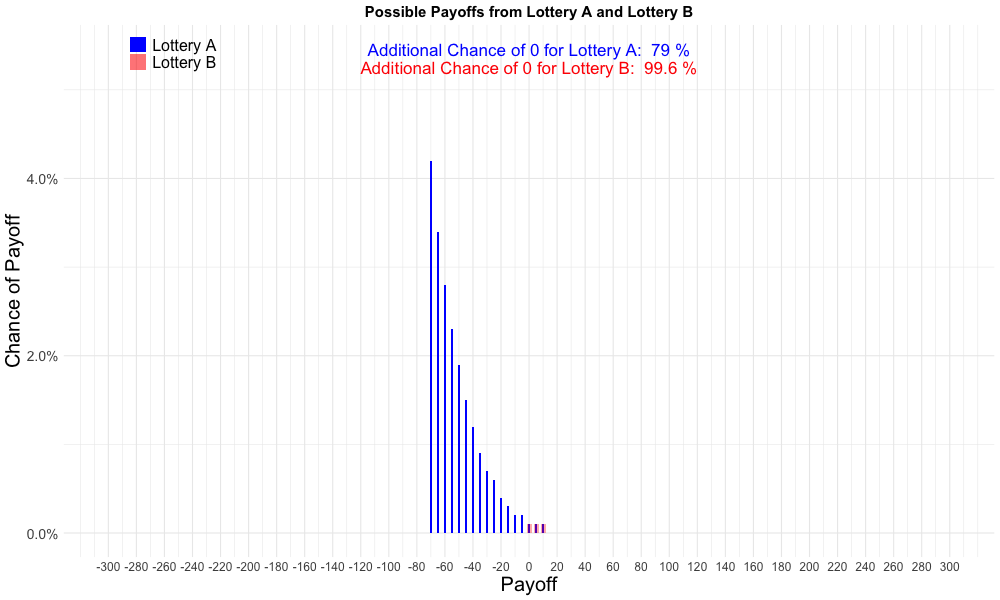 Possible Payoffs from Lottery A and Lottery B
Lottery A
Lottery B
Additional Chance of 0 for Lottery A:  79 %
Additional Chance of 0 for Lottery B:  99.6 %
Chance of Payoff
4.0%
2.0%
0.0%
-300 -280 -260 -240 -220 -200 -180 -160 -140 -120 -100 -80 -60 -40 -20 0 20 40 60 80 100 120 140 160 180 200 220 240 260 280 300
Payoff